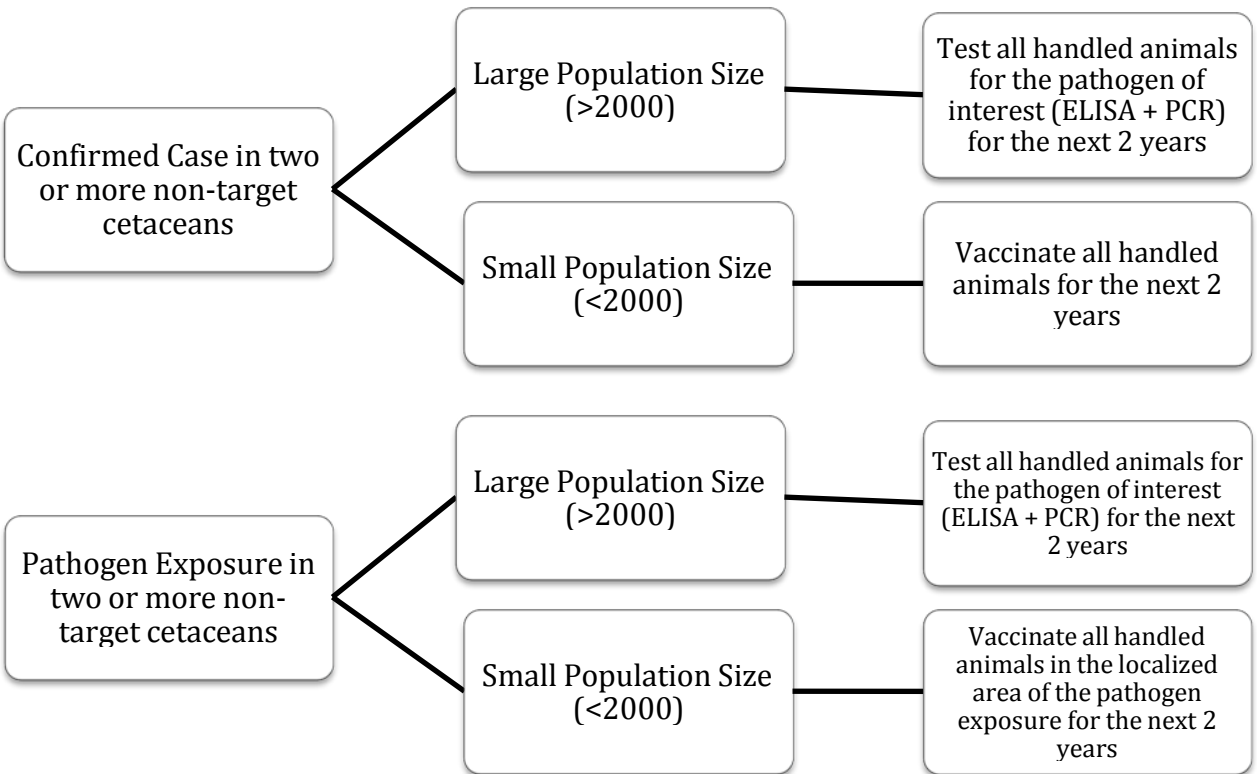 Confirmed Case in two
or more non-target
cetaceans
Large Population Size
(>2000)
Test all handled animals
for the pathogen of
interest (ELISA + PCR)
for the next 2 years
Small Population Size
(<2000)
Vaccinate all handled
animals for the next 2
years
Pathogen Exposure in
two or more non-
target cetaceans
Large Population Size
(>2000)
Test all handled animals for
the pathogen of interest
(ELISA + PCR) for the next
2 years
Small Population Size
(<2000)
Vaccinate all handled
animals in the localized
area of the pathogen
exposure for the next 2
years